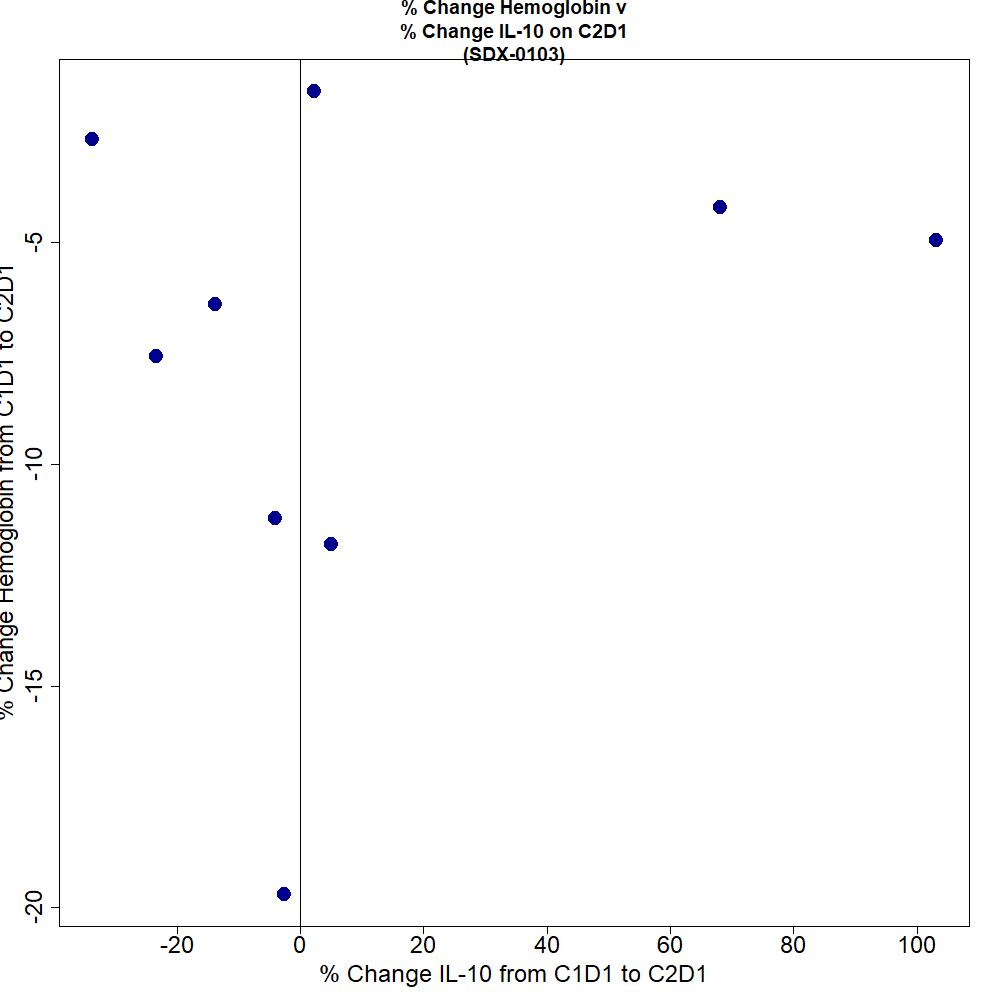 % Change Hemoglobin v
% Change IL-10 on C2D1
(SDX-0103)
% Change Hemoglobin from C1D1 to C2D1
-5
-10
-15
-20
-20
0
20
40
60
80
100
% Change IL-10 from C1D1 to C2D1